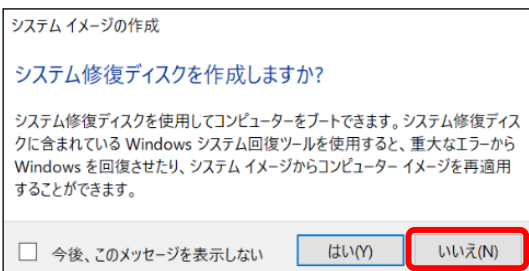 システム イメージの作成
システム修復ディスクを作成しますか?
システム修復ディスクを使用してコンピューターをブートできます。システム修復ディス
クに含まれている Windows システム回復ツールを使用すると、重大なエラーから
Windows を回復させたり、システム イメージからコンピューター イメージを再適用
することができます。
今後、このメッセージを表示しない はい(Y) いいえ(N)